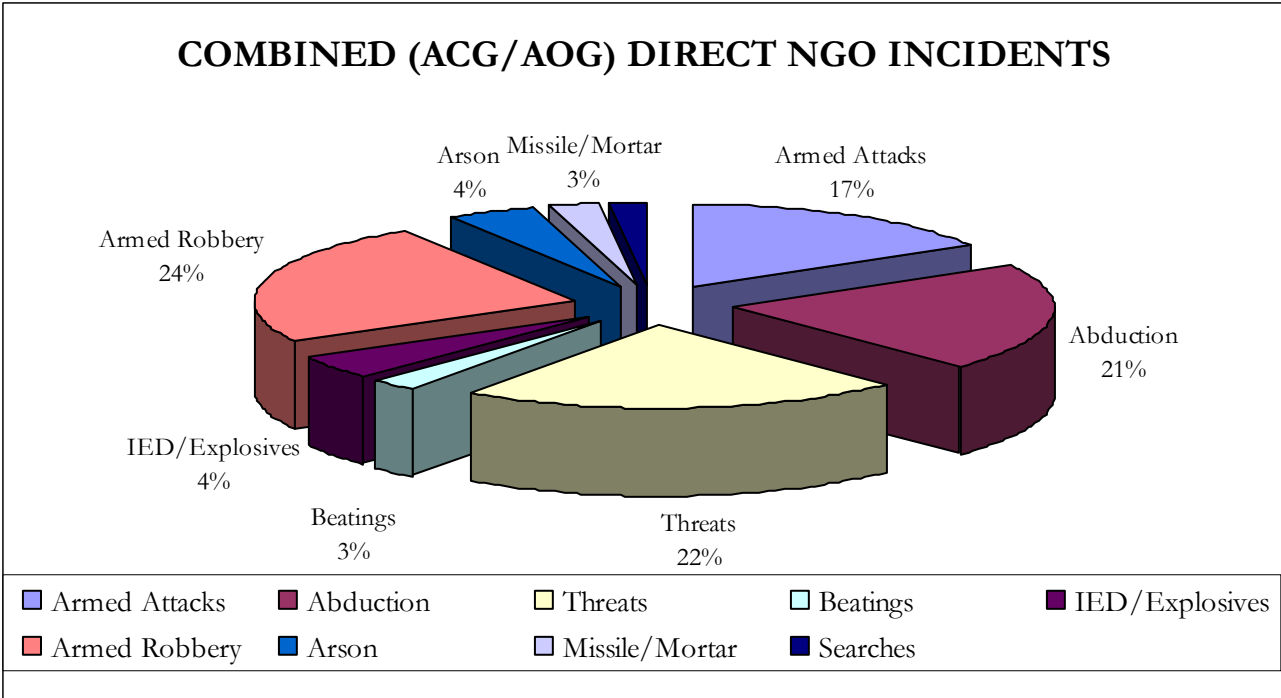 COMBINED (ACG/AOG) DIRECT NGO INCIDENTS
Missile/Mortar
3%
Arson
4%
Armed Attacks
17%
Armed Robbery
24%
Abduction
21%
IED/Explosives
4%
Beatings
3%
Threats
22%
Armed Attacks
Abduction
Threats
Beatings
IED/Explosives
Armed Robbery
Arson
Missile/Mortar
Searches